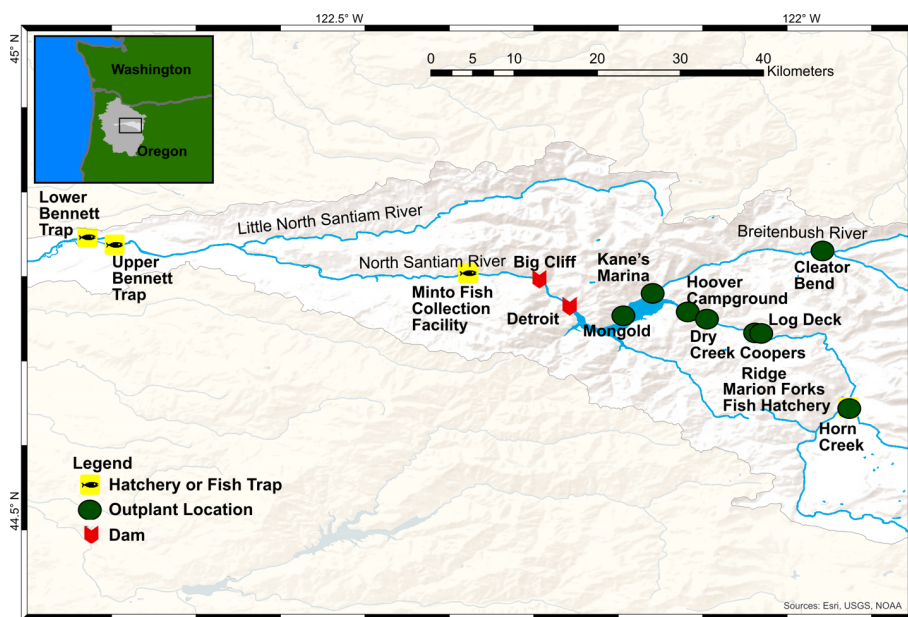 122.5° W
122° W
45° N
44.5° N
Washington
Oregon
0 5 10 20 30 40
Kilometers
Lower
Bennett
Trap
Upper
Bennett
Trap
Little North Santiam River
North Santiam River
Minto Fish
Collection
Facility
Big Cliff
Detroit
Kane's
Marina
Mongold
Breitenbush River
Cleator
Bend
Hoover
Campground
Dry
Creek
Log Deck
Coopers
Ridge
Marion Forks
Fish Hatchery
Horn
Creek
Legend
Hatchery or Fish Trap
Outplant Location
Dam
Sources: Esri, USGS, NOAA